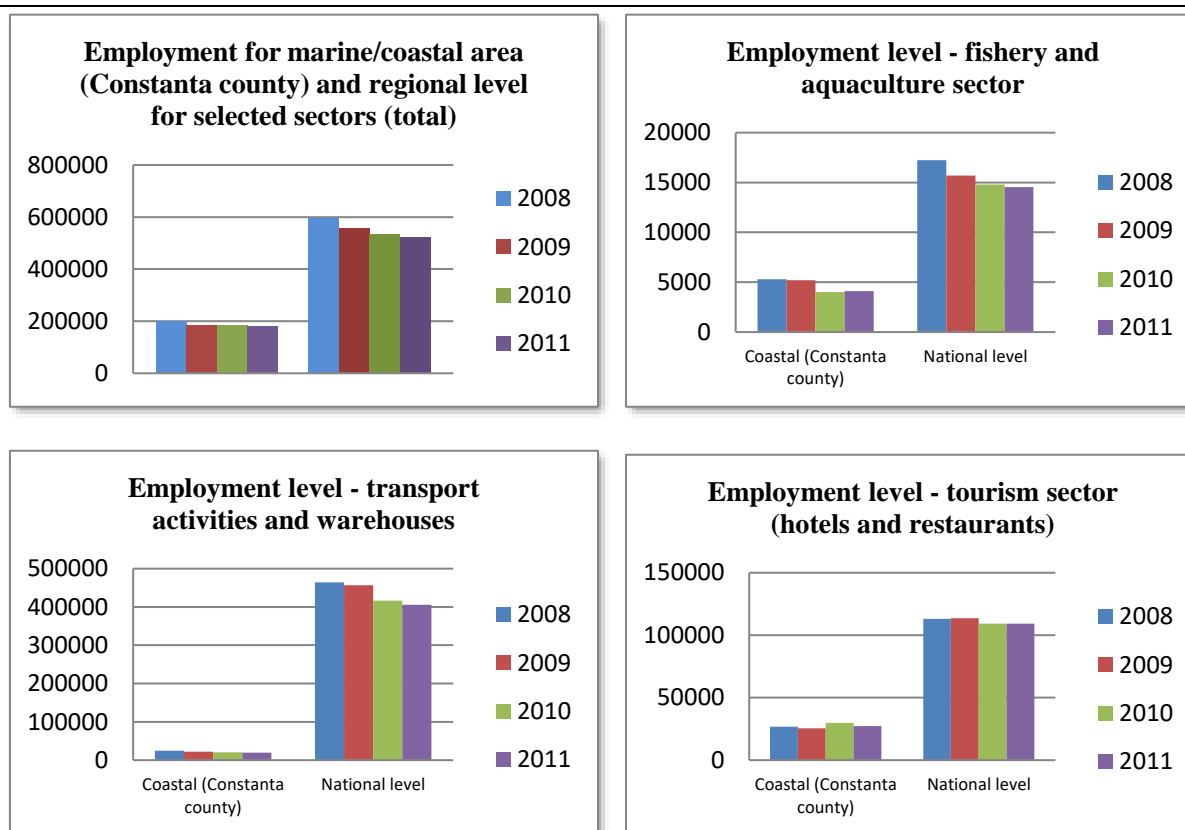 Employment for marine/coastal area
(Constanta county) and regional level
for selected sectors (total)
800000
600000
400000
200000
0
2008
2009
2010
2011
Employment level - fishery and
aquaculture sector
20000
15000
10000
5000
0
Coastal (Constanta
county)
National level
2008
2009
2010
2011
Employment level - transport
activities and warehouses
500000
400000
300000
200000
100000
0
Coastal (Constanta
county)
National level
2008
2009
2010
2011
Employment level - tourism sector
(hotels and restaurants)
150000
100000
50000
0
Coastal (Constanta
county)
National level
2008
2009
2010
2011